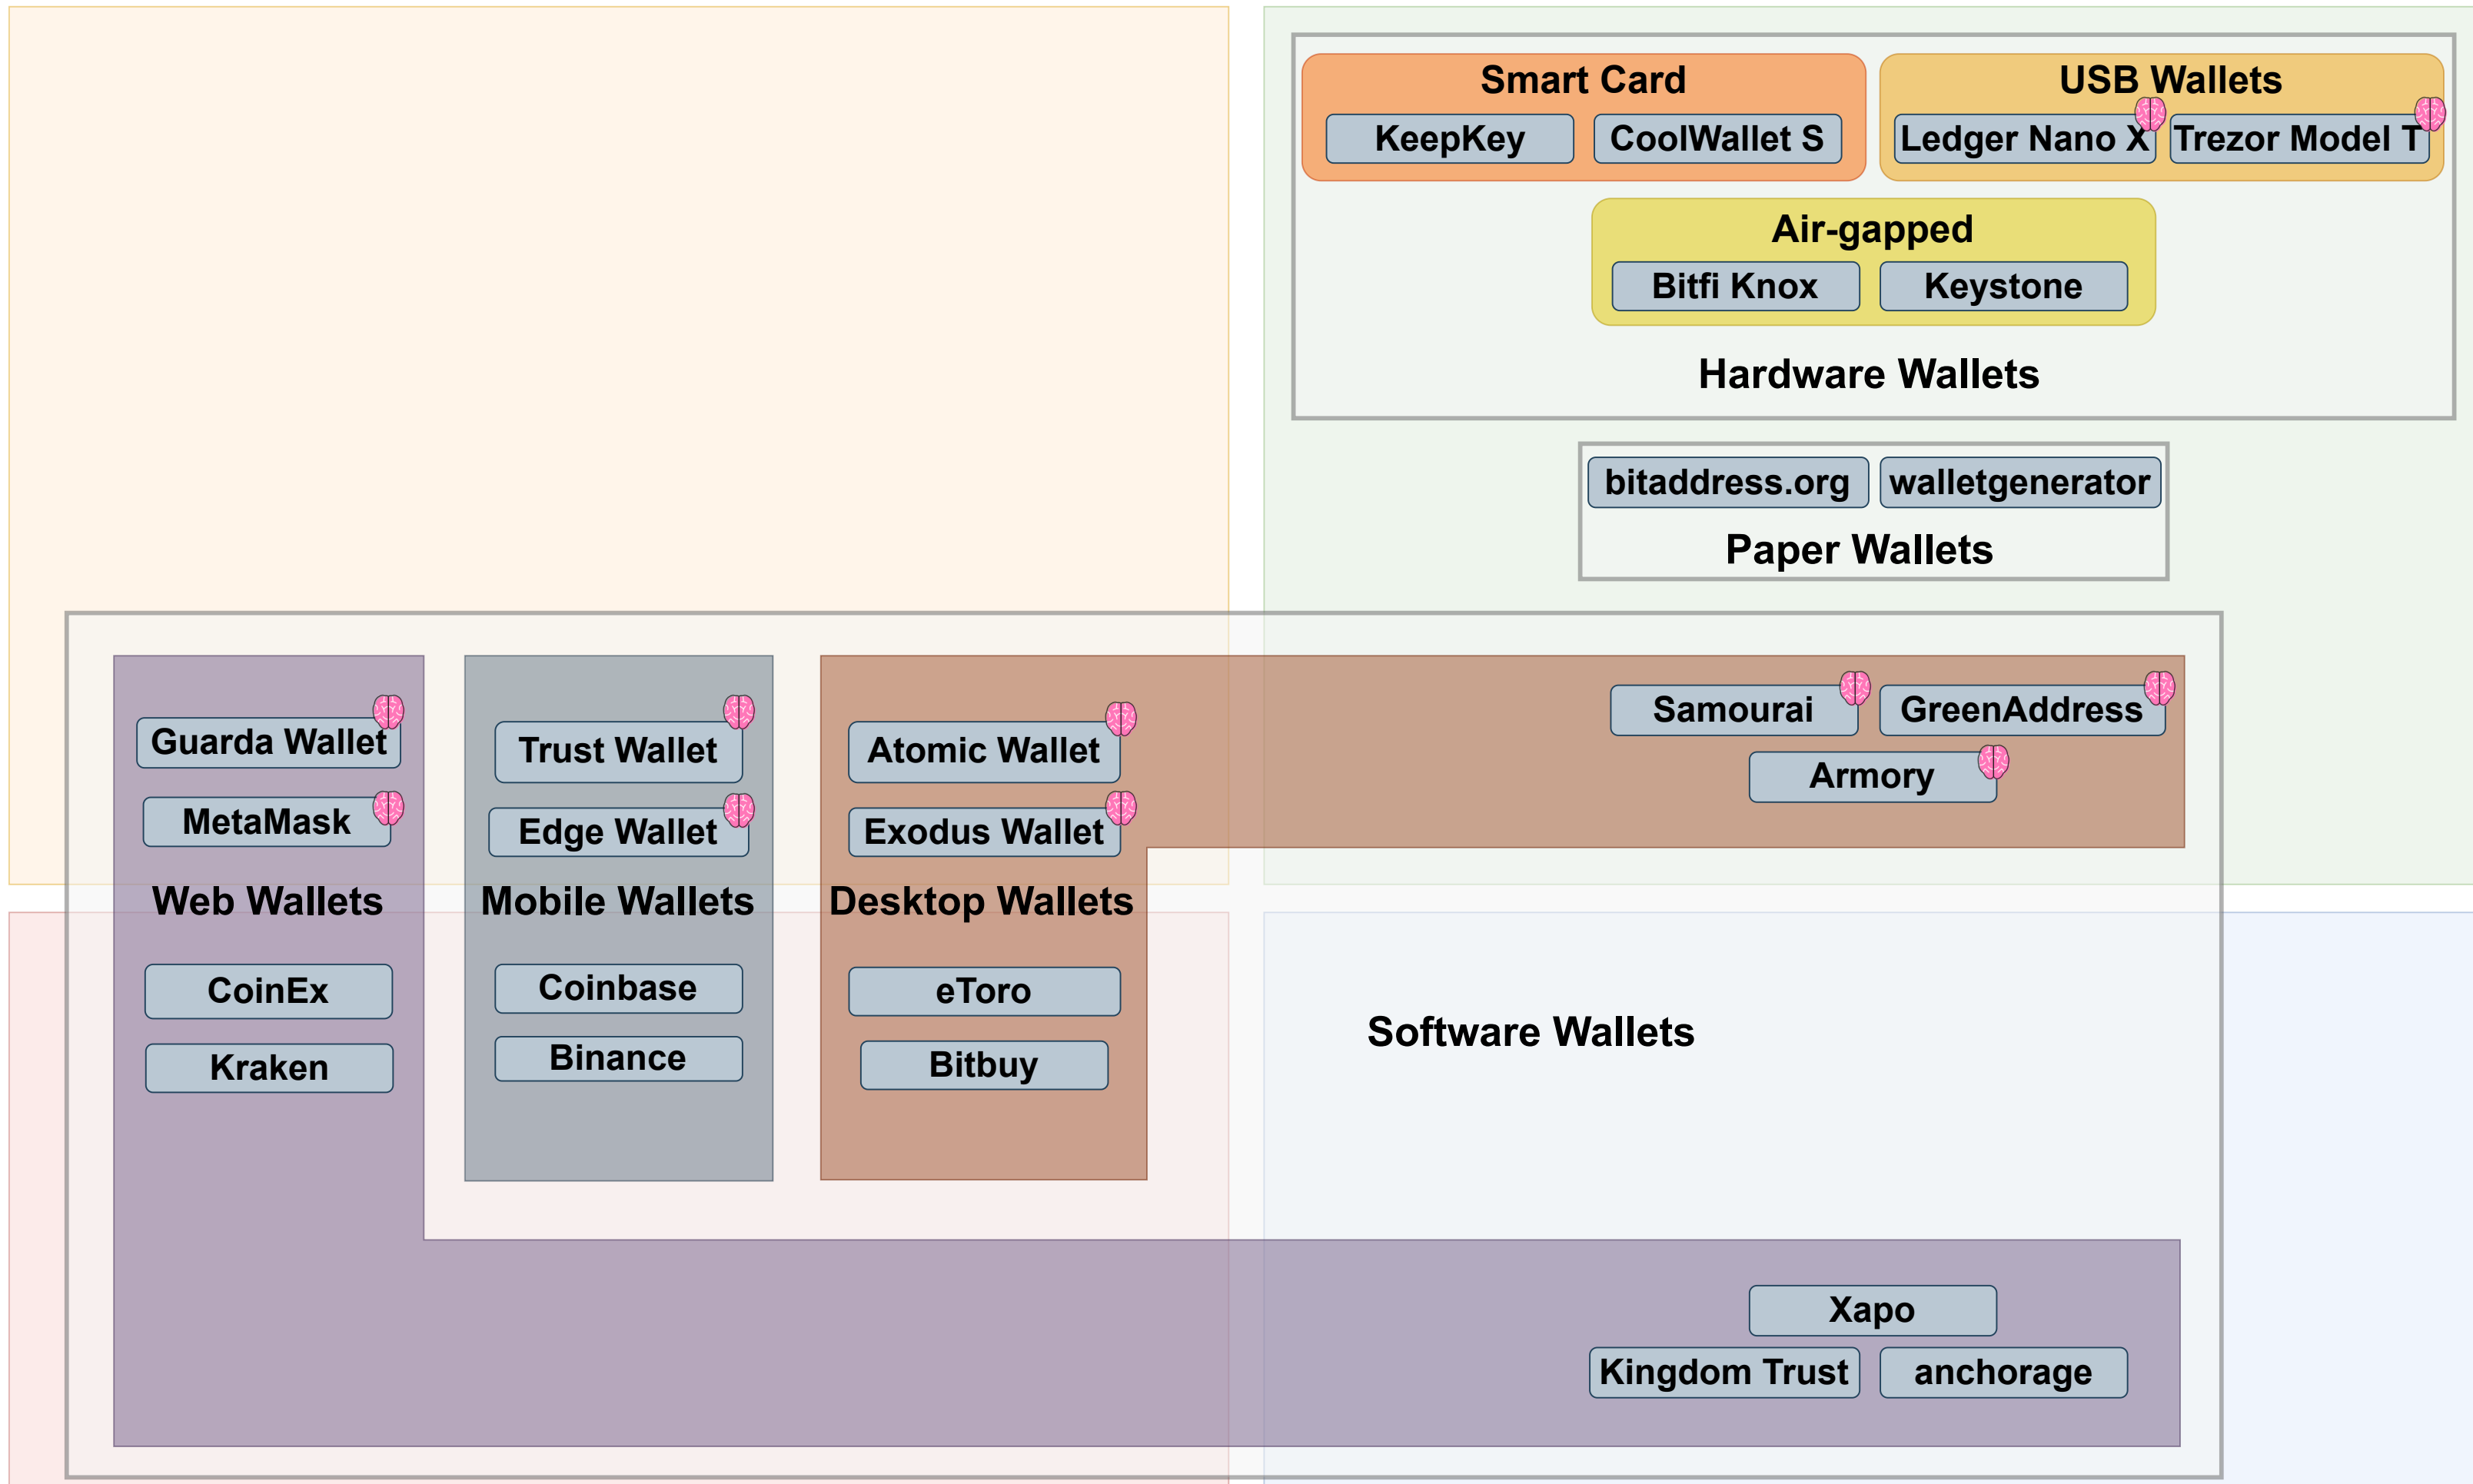 Smart Card
KeepKey
CoolWallet S
USB Wallets
Ledger Nano X
Trezor Model T
Air-gapped
Bitfi Knox
Keystone
Hardware Wallets
bitaddress.org
walletgenerator
Paper Wallets
Guarda Wallet
MetaMask
Web Wallets
CoinEx
Kraken
Trust Wallet
Edge Wallet
Mobile Wallets
Coinbase
Binance
Atomic Wallet
Exodus Wallet
Desktop Wallets
eToro
Bitbuy
Samourai
GreenAddress
Armory
Software Wallets
Xapo
Kingdom Trust
anchorage